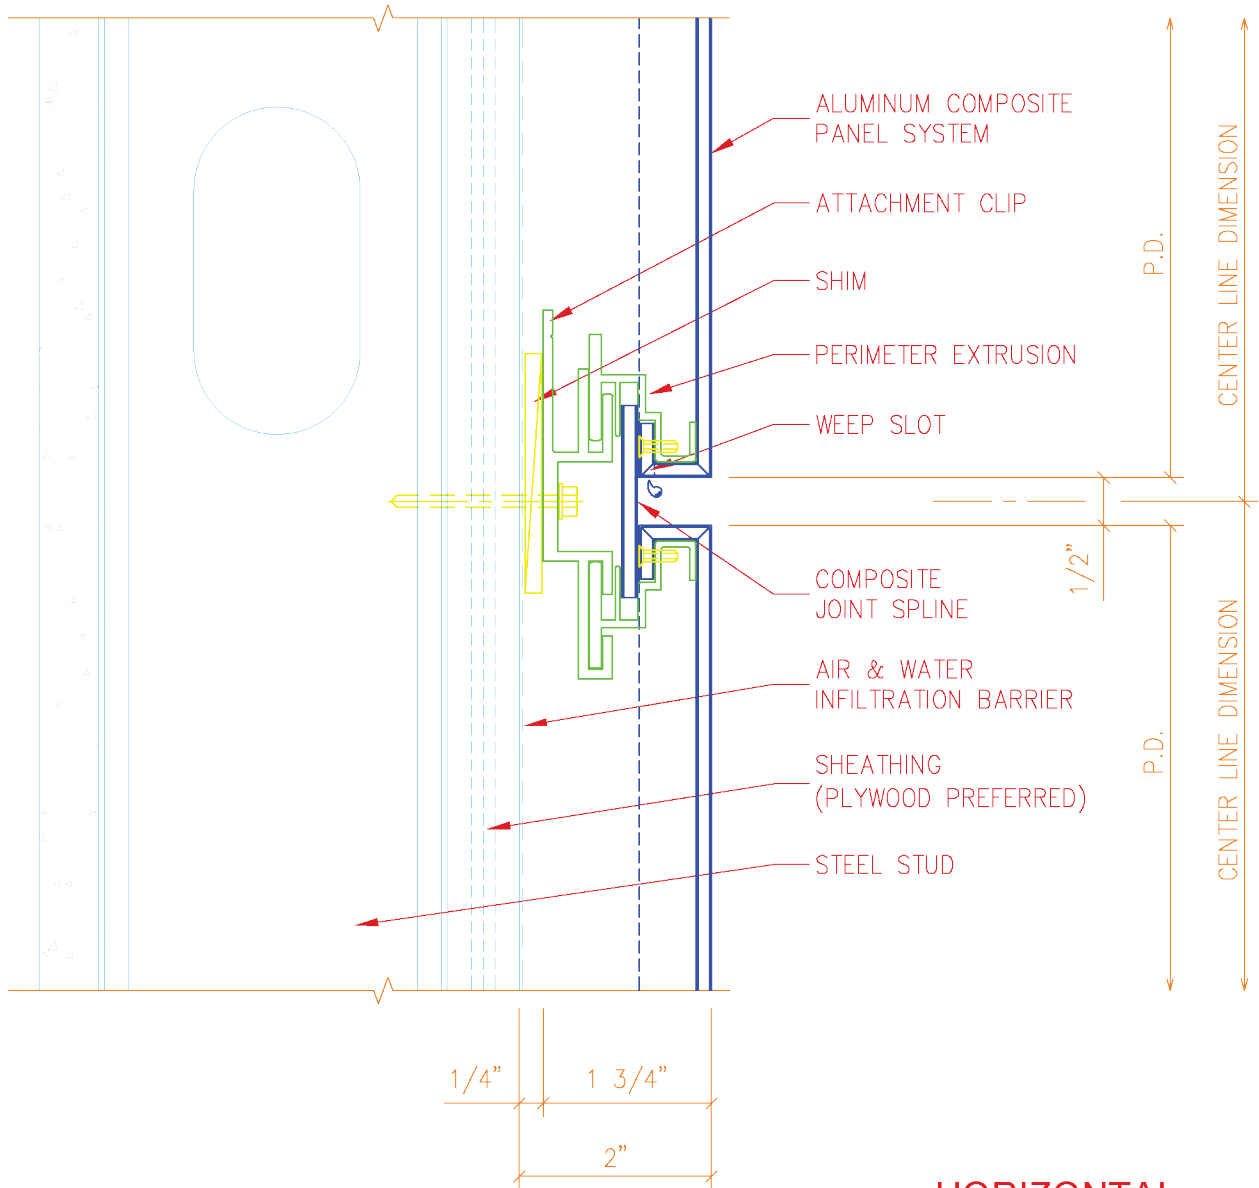 ALUMINUM COMPOSITE
PANEL SYSTEM
ATTACHMENT CLIP
SHIM
PERIMETER EXTRUSION
WEEP SLOT
COMPOSITE
JOINT SPLINE
AIR & WATER
INFILTRATION BARRIER
SHEATHING
(PLYWOOD PREFERRED)
STEEL STUD
P.D.
CENTER LINE DIMENSION
1/2”
P.D.
CENTER LINE DIMENSION
1/4”
1 3/4”
2”
HORIZONTAL